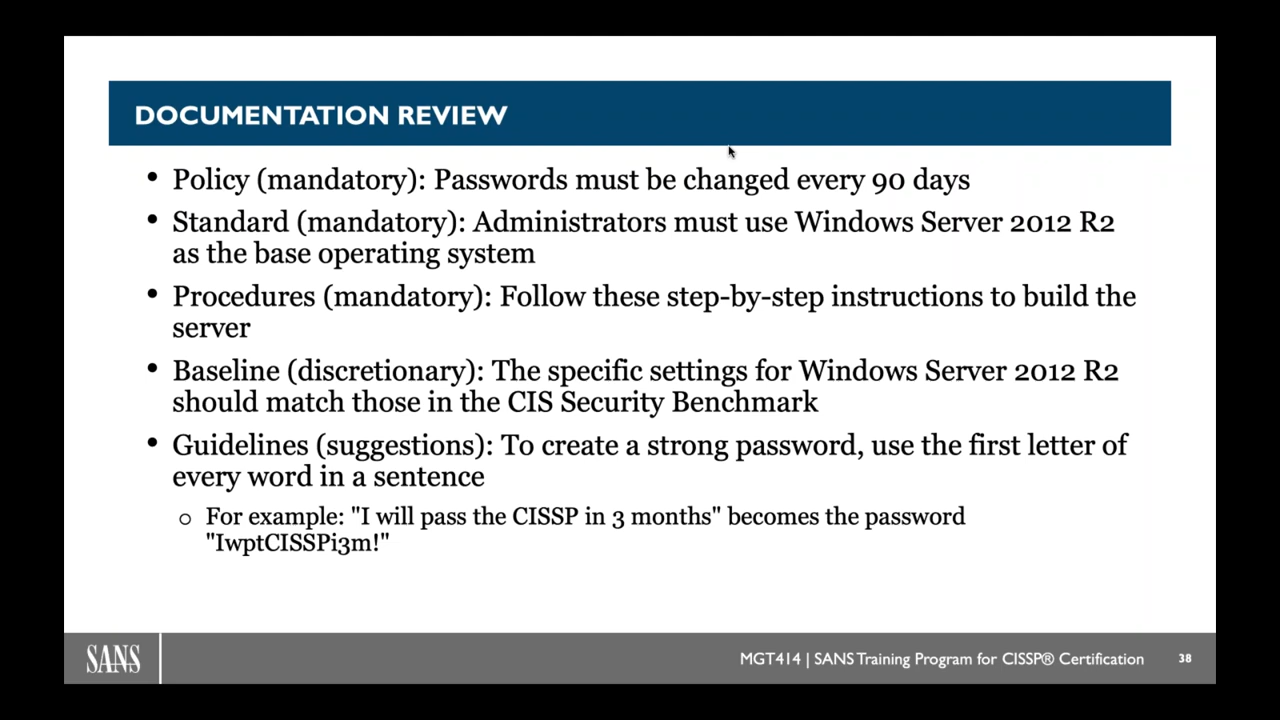 DOCUMENTATION REVIEW
• Policy (mandatory): Passwords must be changed every 90 days
• Standard (mandatory): Administrators must use Windows Server 2012 R2
as the base operating system
• Procedures (mandatory): Follow these step-by-step instructions to build the
server
• Baseline (discretionary): The specific settings for Windows Server 2012 R2
should match those in the CIS Security Benchmark
• Guidelines (suggestions): To create a strong password, use the first letter of
every word in a sentence
o For example: "I will pass the CISSP in 3 months" becomes the password
"IwptCISSPi3m!"
SANS
MGT414 | SANS Training Program for CISSP® Certification
38